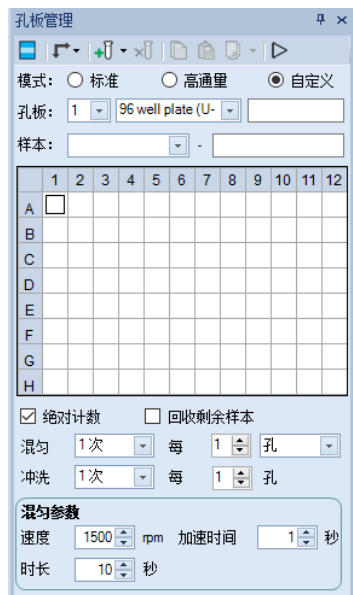 孔板管理
模式： 标准 高通量 自定义
孔板： 1 96 well plate (U-
样本： -
1 2 3 4 5 6 7 8 9 10 11 12
A
B
C
D
E
F
G
H
绝对计数 回收剩余样本
混匀 1次 每 1 孔
冲洗 1次 每 1 孔
混匀参数
速度 1500 rpm 加速时间 1 秒
时长 10 秒